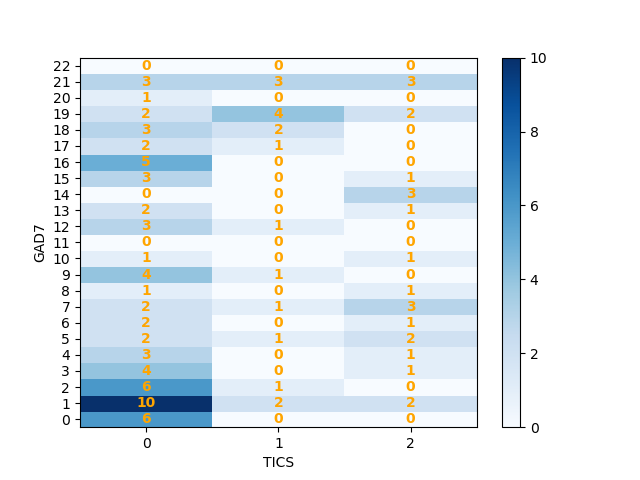 22 0 0 0
21 3 3 3
20 1 0 0
19 2 4 2
18 3 2 0
17 2 1 0
16 5 0 0
15 3 0 1
14 0 0 3
13 2 0 1
12 3 1 0
11 0 0 0
10 1 0 1
9 4 1 0
8 1 0 1
7 2 1 3
6 2 0 1
5 2 1 2
4 3 0 1
3 4 0 1
2 6 1 0
1 10 2 2
0 6 0 0
0 1 2
TICS
GAD7
10
8
6
4
2
0